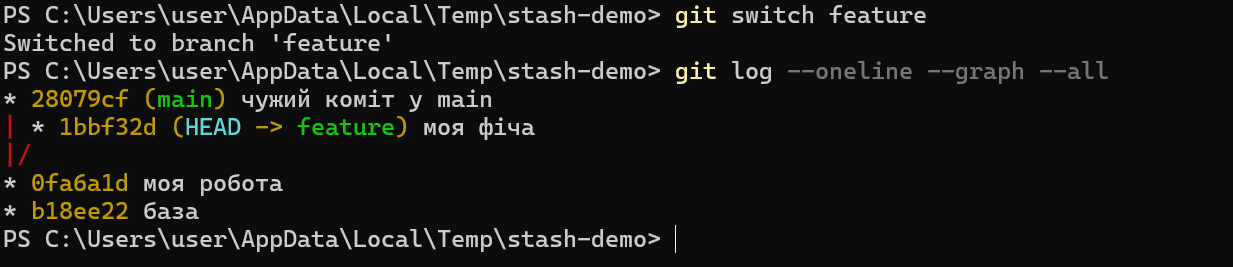 PS C:\Users\user\AppData\Local\Temp\stash-demo> git switch feature
Switched to branch 'feature'
PS C:\Users\user\AppData\Local\Temp\stash-demo> git log --oneline --graph --all
* 28079cf (main) чужий коміт у main
| * 1bbf32d (HEAD -> feature) моя фіча
|/
* 0fa6a1d моя робота
* b18ee22 база
PS C:\Users\user\AppData\Local\Temp\stash-demo>